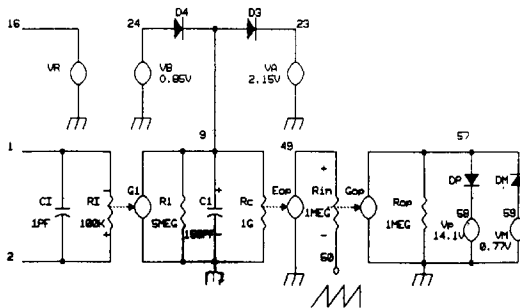 16 24 D4 D3 23
VR VB 0.85V VA 2.15V
1 9 49 57
CI 1PF RI 100K G1 R1 5MEG C1 Rc 1G Eop Rin 1MEG Gop Rop 1MEG DP DM
58 59
Vp 14.1V VM 0.77V
2 60